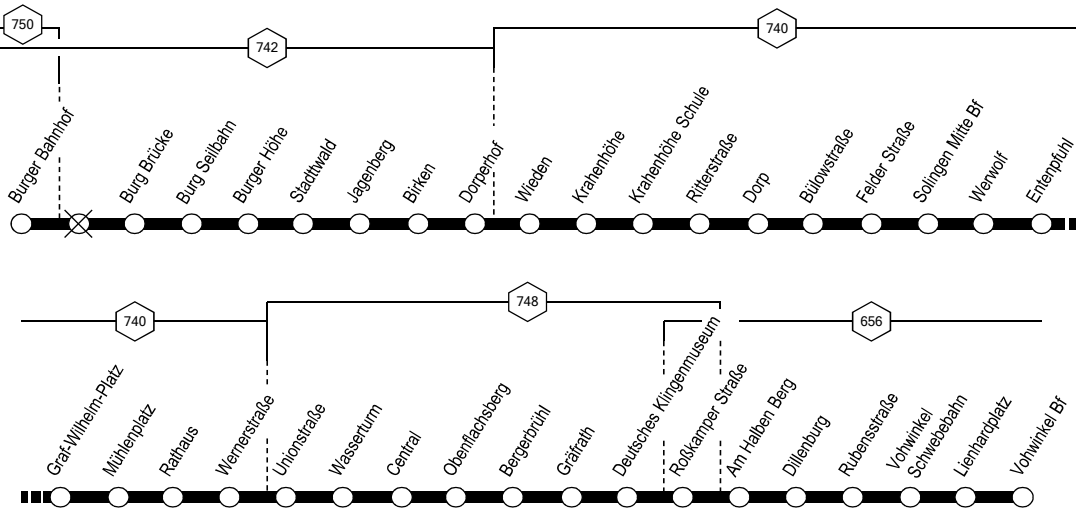 750
742
740
Burger Bahnhof
Burg Brücke
Burg Seilbahn
Burger Höhe
Stadtwald
Jagenberg
Birken
Dorperhof
Wieden
Krahenhöhe
Krahenhöhe Schule
Ritterstraße
Dorp
Bülowstraße
Felder Straße
Solingen Mitte Bf
Werwolf
Entenpfuhl
740
748
656
Graf-Wilhelm-Platz
Mühlenplatz
Rathaus
Wernerstraße
Unionstraße
Wasserturm
Central
Obenflachsberg
Bergerbrühl
Gräfrath
Deutsches Klingenmuseum
Roßkamper Straße
Am Halben Berg
Dillenburg
Rubensstraße
Vohwinkel
Schwebebahn
Lienhardplatz
Vohwinkel Bf